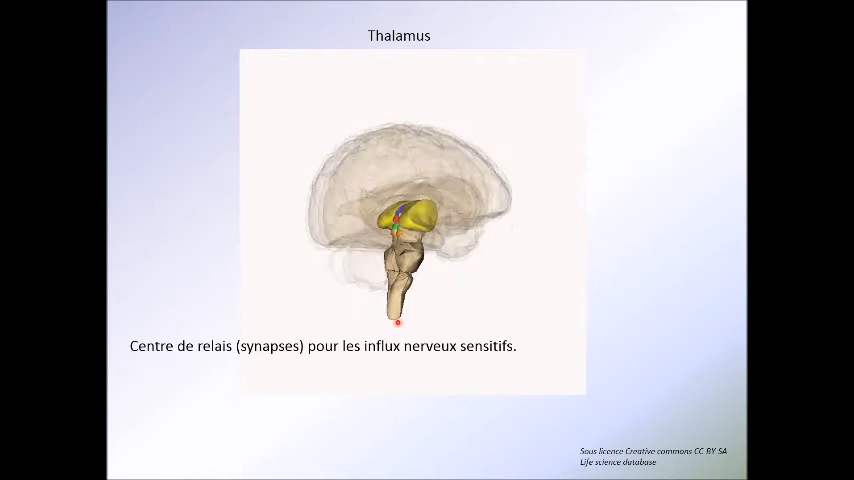 Thalamus
Centre de relais (synapses) pour les influx nerveux sensitifs.
Sous licence Creative commons CC BY SA
Life science database